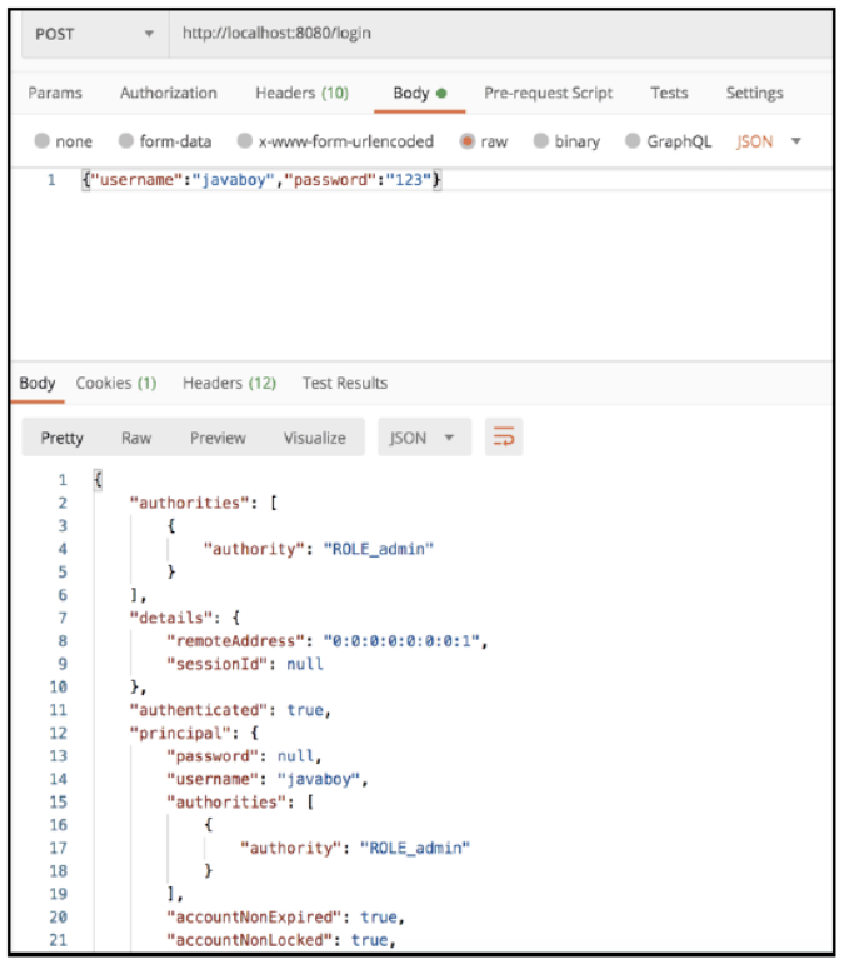 POST http://localhost:8080/login
Params Authorization Headers (10) Body Pre-request Script Tests Settings
none form-data x-www-form-urlencoded raw binary GraphQL JSON
1 {"username":"javaboy","password":"123"}
Body Cookies (1) Headers (12) Test Results
Pretty Raw Preview Visualize JSON
1 {
2 "authorities": [
3 {
4 "authority": "ROLE_admin"
5 }
6 ],
7 "details": {
8 "remoteAddress": "0:0:0:0:0:0:0:1",
9 "sessionId": null
10 },
11 "authenticated": true,
12 "principal": {
13 "password": null,
14 "username": "javaboy",
15 "authorities": [
16 {
17 "authority": "ROLE_admin"
18 }
19 ],
20 "accountNonExpired": true,
21 "accountNonLocked": true,